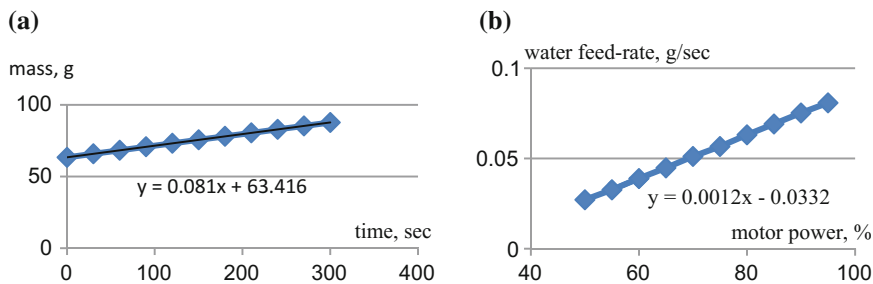 (a)
mass, g
100
50
0
y = 0.081x + 63.416
time, sec
0 100 200 300 400
(b)
water feed-rate, g/sec
0.1
0.05
0
y = 0.0012x - 0.0332
motor power, %
40 60 80 100